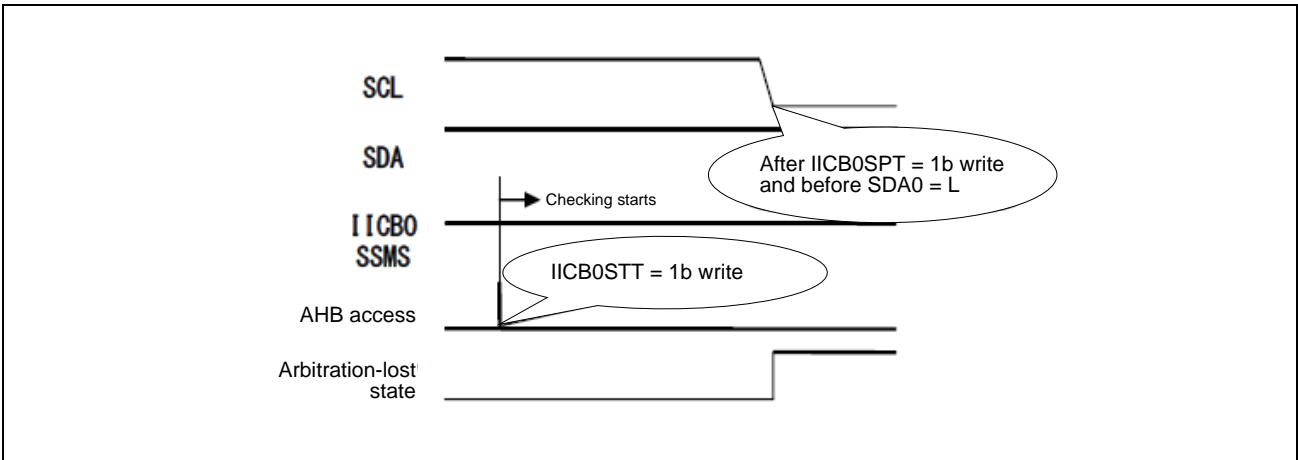 SCL
SDA
After IICB0SPT = 1b write
and before SDA0 = L
Checking starts
IICB0
SSMS
IICB0STT = 1b write
AHB access
Arbitration-lost
state